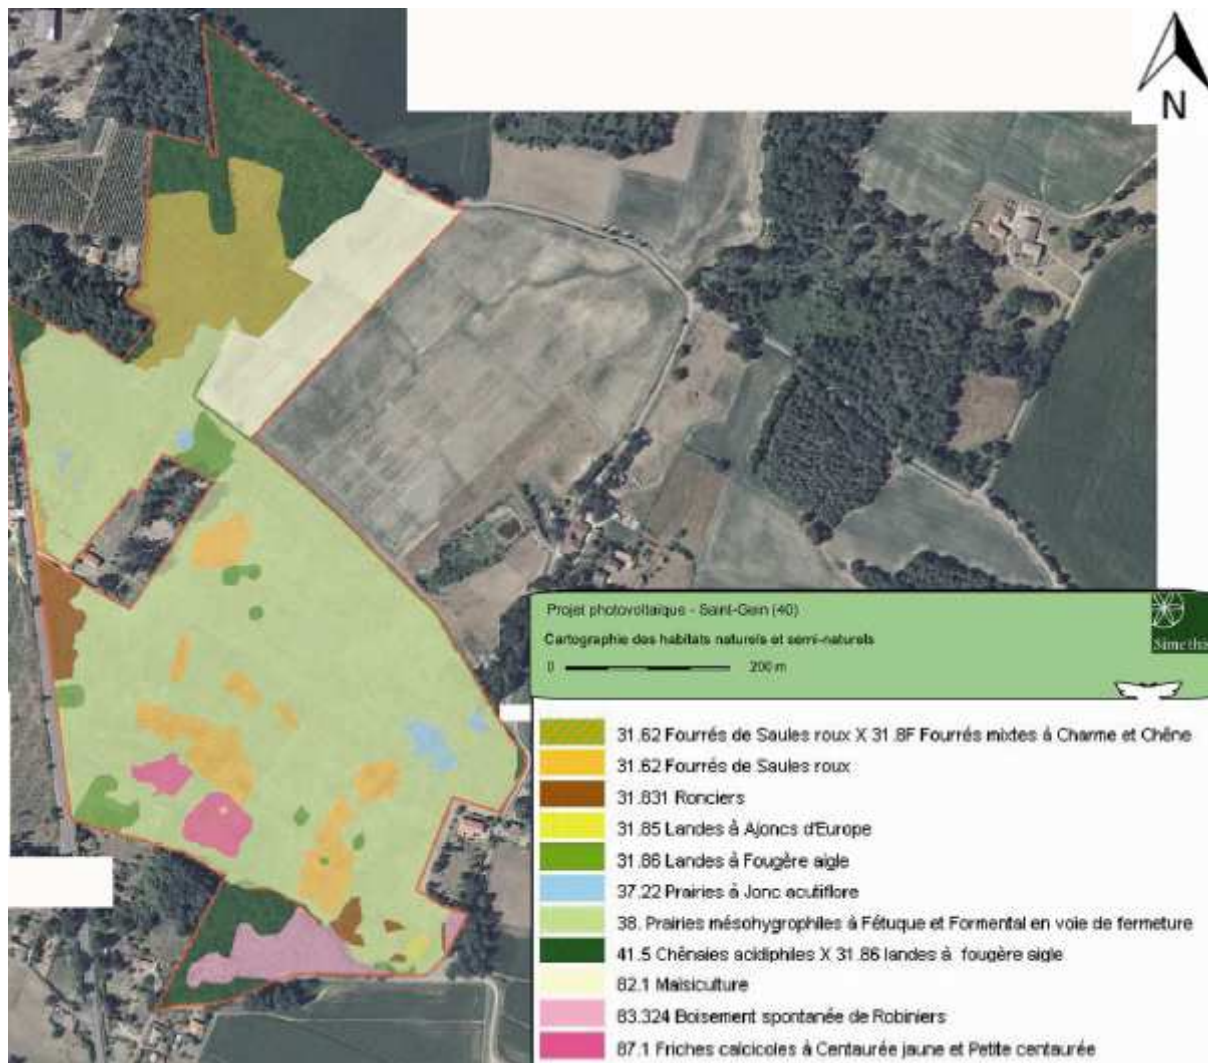 N
Projet photovoltaïque - Saint-Gein (40)
Cartographie des habitats naturels et semi-naturels
0 200 m
Simethis
31.62 Fourrés de Saules roux X 31.8F Fourrés mixtes à Charme et Chêne
31.62 Fourrés de Saules roux
31.831 Ronciers
31.85 Landes à Ajoncs d'Europe
31.86 Landes à Fougère aigle
37.22 Prairies à Jonc acutiflore
38. Prairies mésohygrophiles à Fétuque et Formental en voie de fermeture
41.5 Chênaies acidiphiles X 31.86 landes à fougère aigle
82.1 Maïsiculture
83.324 Boisement spontanée de Robiniers
87.1 Friches calcicoles à Centaurée jaune et Petite centaurée